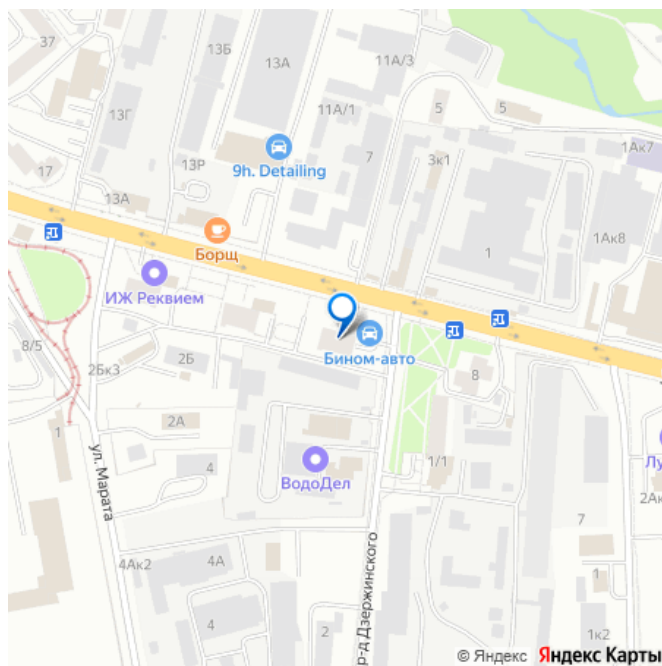 37
13Б
13А
11А/3
13Г
11А/1
5
5
9h. Detailing
7
3к1
1Ак7
17
13Р
13А
1
1Ак8
Борщ
ИЖ Реквием
8/5
2Бк3
2Б
Бином-авто
8
2А
1
4
1/1
Лу
ВодоДел
2Ак
ул. Марата
7
4Ак2
4А
1
4
2
р-д Дзержинского
1к2
© Яндекс Яндекс Карты